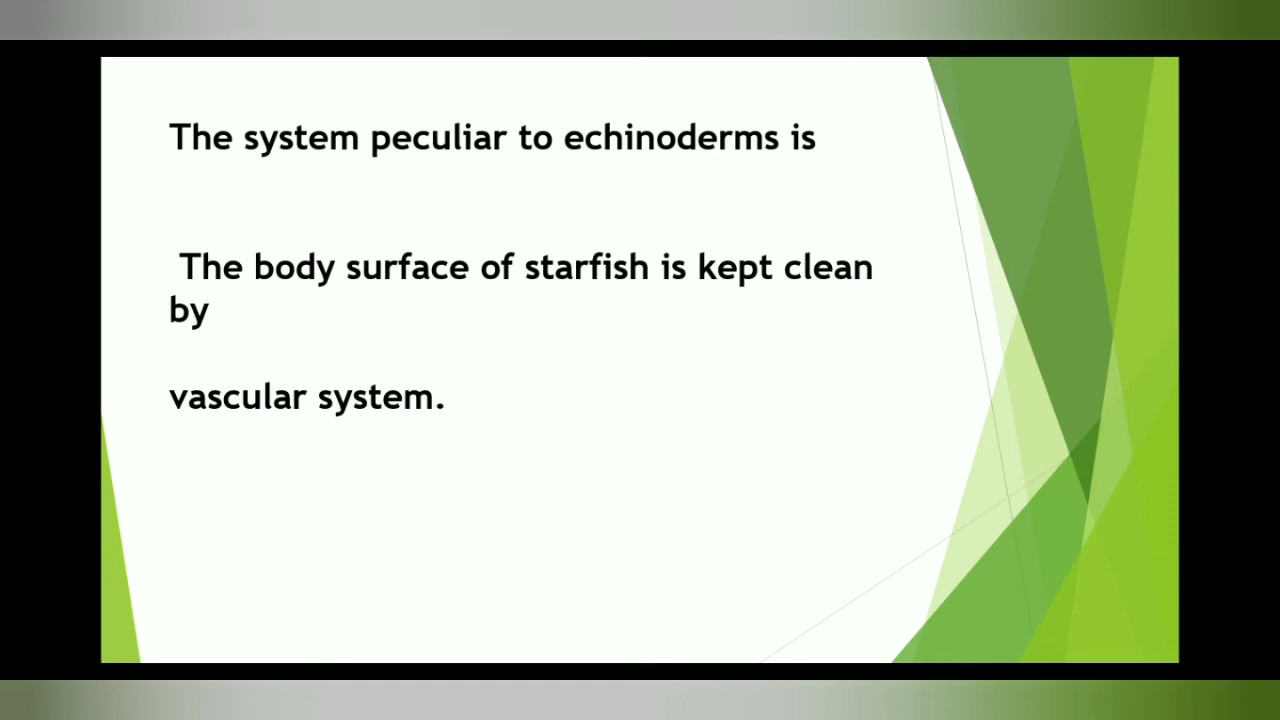 The system peculiar to echinoderms is
The body surface of starfish is kept clean
by
vascular system.